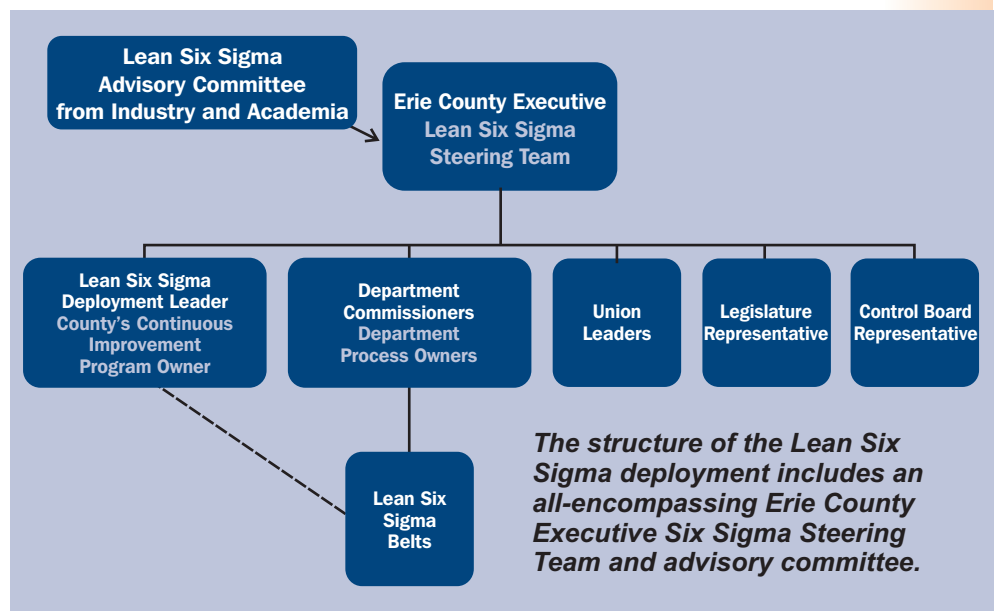 Lean Six Sigma
Advisory Committee
from Industry and Academia
Erie County Executive
Lean Six Sigma
Steering Team
Lean Six Sigma
Deployment Leader
County's Continuous
Improvement
Program Owner
Department
Commissioners
Department
Process Owners
Union
Leaders
Legislature
Representative
Control Board
Representative
Lean Six
Sigma
Belts
The structure of the Lean Six
Sigma deployment includes an
all-encompassing Erie County
Executive Six Sigma Steering
Team and advisory committee.